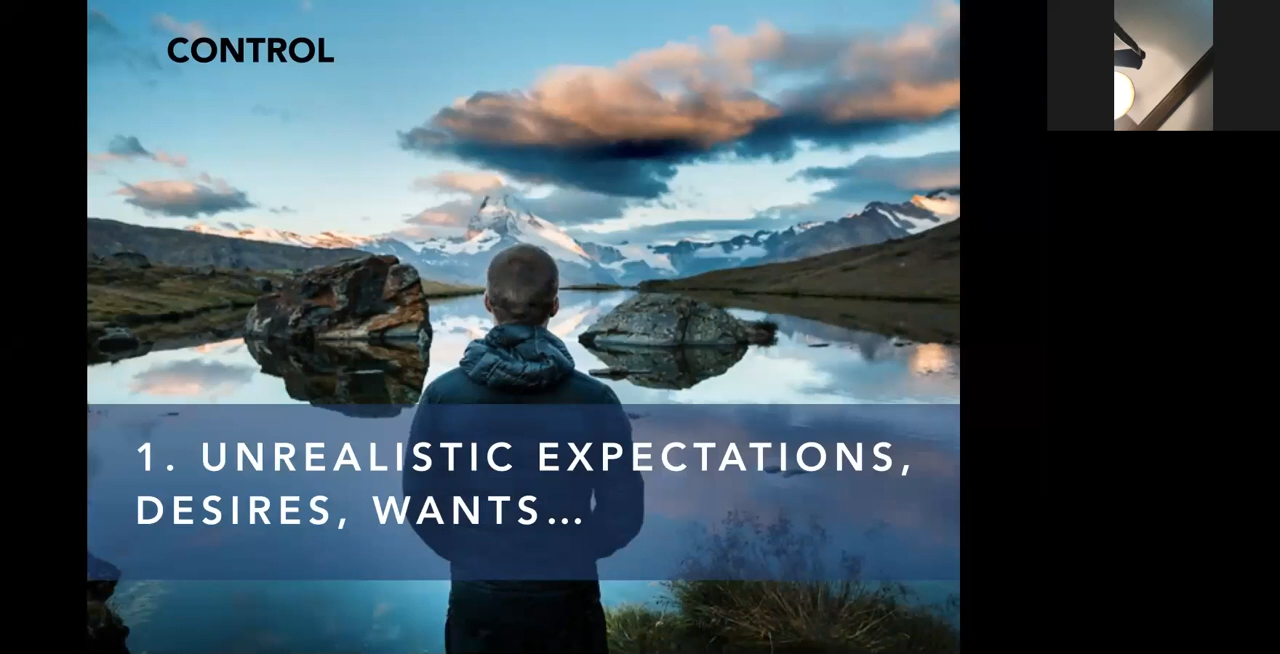 CONTROL
1. UNREALISTIC EXPECTATIONS,
DESIRES, WANTS...